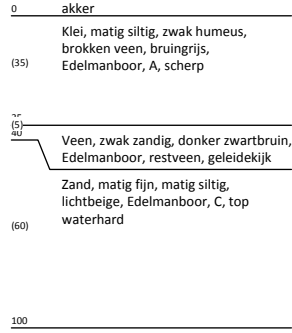 0 akker
Klei, matig siltig, zwak humeus,
brokken veen, bruingrijs,
(35) Edelmanboor, A, scherp
35
(5)
40
Veen, zwak zandig, donker zwartbruin,
Edelmanboor, restveen, geleidekijk
Zand, matig fijn, matig siltig,
lichtbeige, Edelmanboor, C, top
(60) waterhard
100